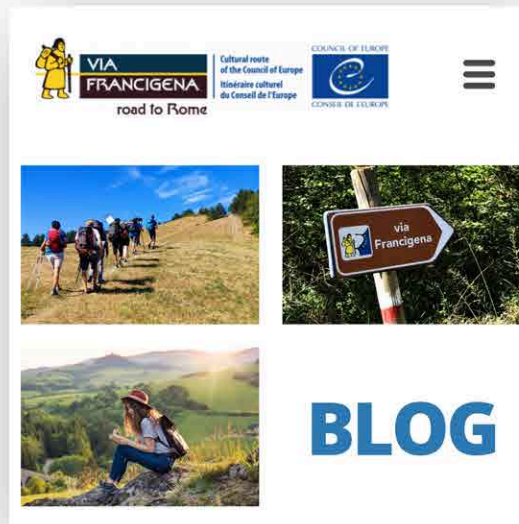 VIA
FRANCIGENA
road to Rome
Cultural route
of the Council of Europe
Itinéraire culturel
du Conseil de l'Europe
COUNCIL OF EUROPE
CONSEIL DE L'EUROPE
via
Francigena
BLOG